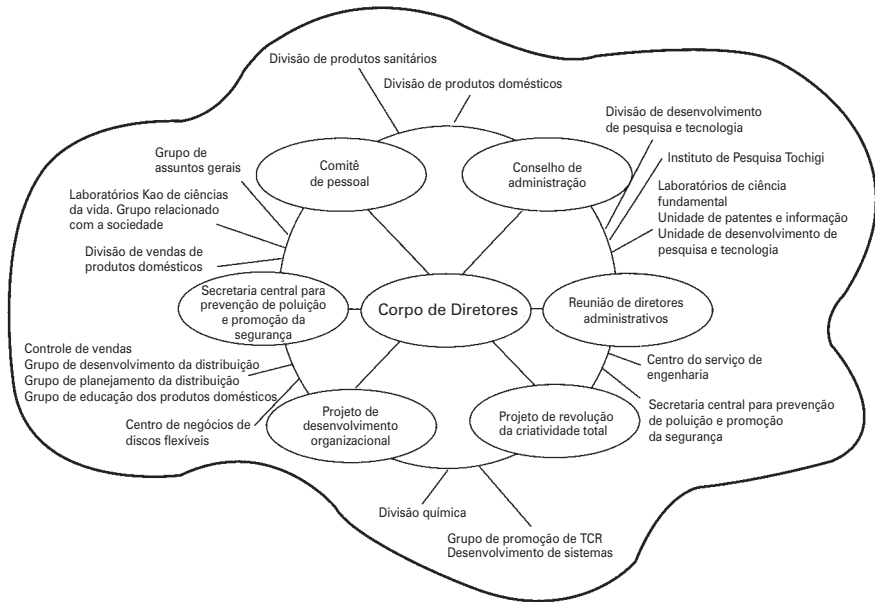 Divisão de produtos sanitários
Divisão de produtos domésticos
Divisão de desenvolvimento
de pesquisa e tecnologia
Grupo de
assuntos gerais
Comitê
de pessoal
Conselho de
administração
Instituto de Pesquisa Tochigi
Laboratórios Kao de ciências
da vida. Grupo relacionado
com a sociedade
Laboratórios de ciência
fundamental
Unidade de patentes e informação
Unidade de desenvolvimento de
pesquisa e tecnologia
Divisão de vendas de
produtos domésticos
Secretaria central para
prevenção de poluição
e promoção da
segurança
Corpo de Diretores
Reunião de diretores
administrativos
Controle de vendas
Grupo de desenvolvimento da distribuição
Grupo de planejamento da distribuição
Grupo de educação dos produtos domésticos
Centro do serviço de
engenharia
Centro de negócios de
discos flexíveis
Projeto de
desenvolvimento
organizacional
Projeto de revolução
da criatividade total
Secretaria central para prevenção
de poluição e promoção
da segurança
Divisão química
Grupo de promoção de TCR
Desenvolvimento de sistemas